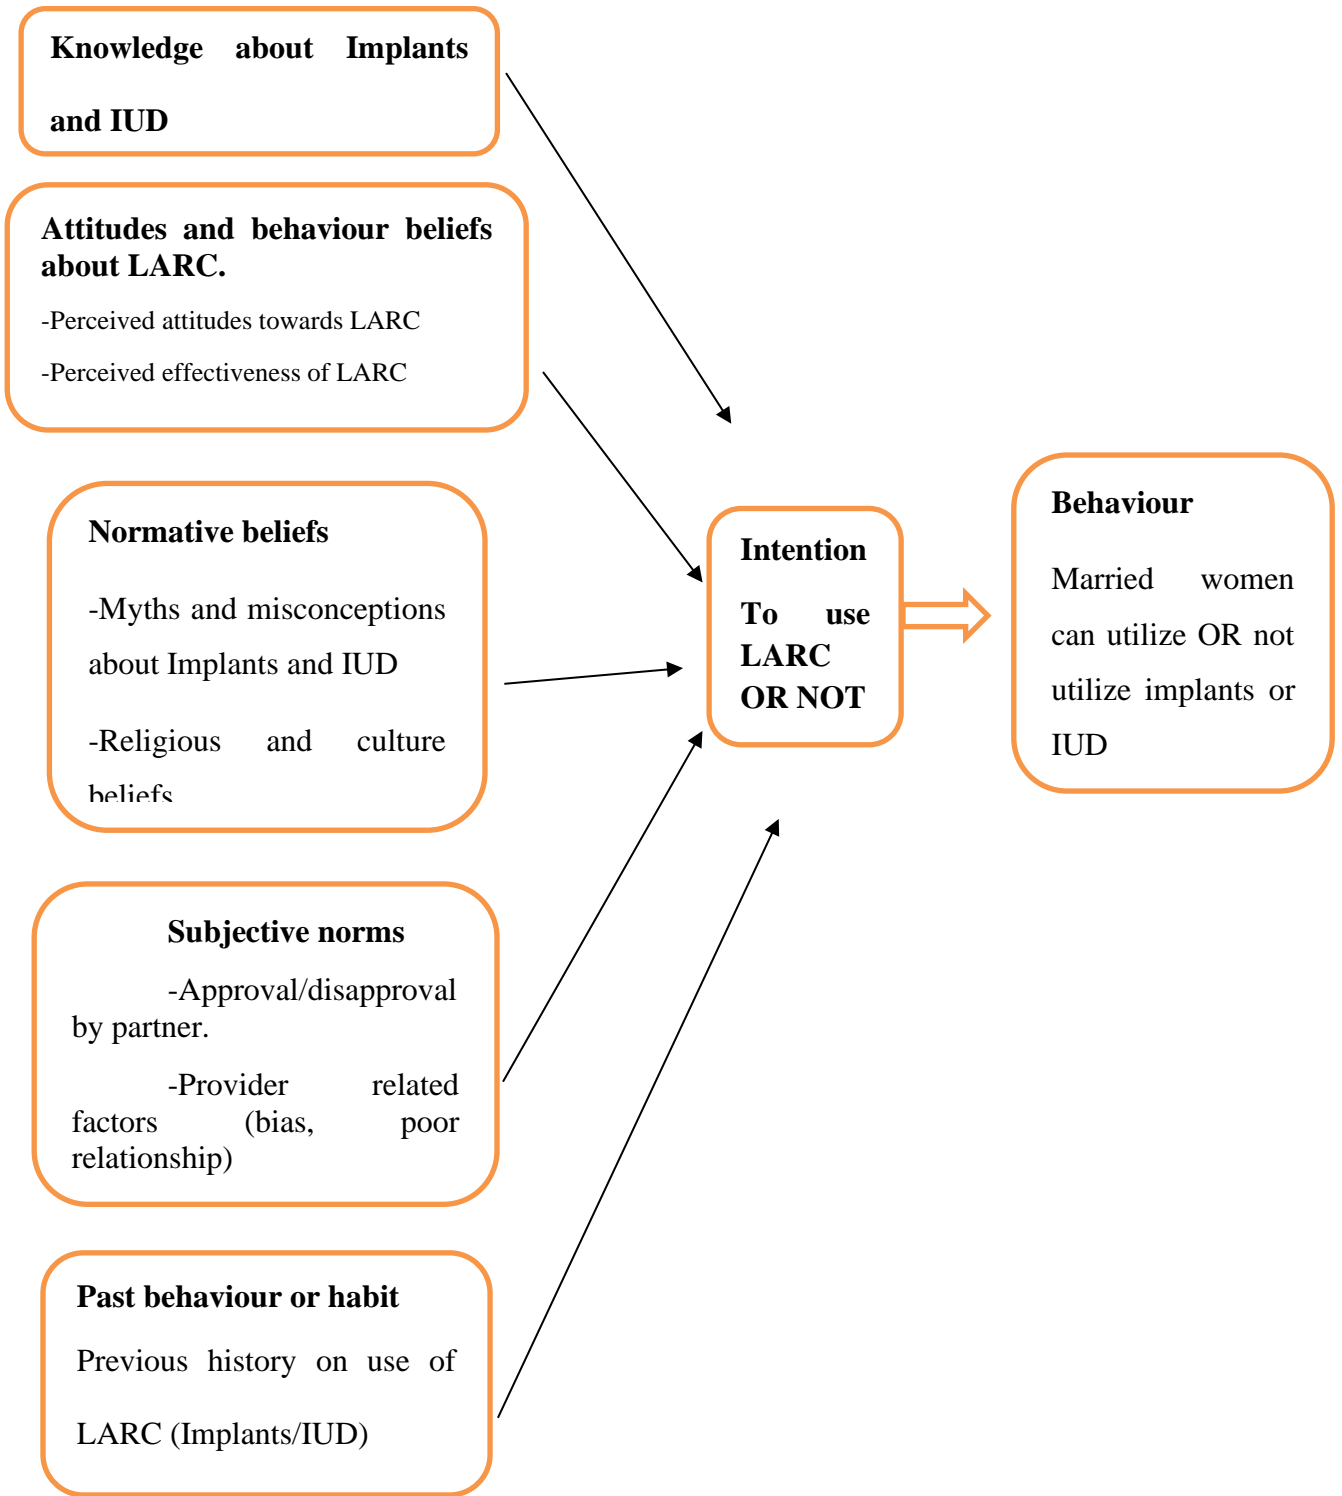 Knowledge about Implants
and IUD
Attitudes and behaviour beliefs
about LARC.
-Perceived attitudes towards LARC
-Perceived effectiveness of LARC
Normative beliefs
-Myths and misconceptions
about Implants and IUD
-Religious and culture
beliefs
Subjective norms
-Approval/disapproval
by partner.
-Provider related
factors (bias, poor
relationship)
Past behaviour or habit
Previous history on use of
LARC (Implants/IUD)
Intention
To use
LARC
OR NOT
Behaviour
Married women
can utilize OR not
utilize implants or
IUD